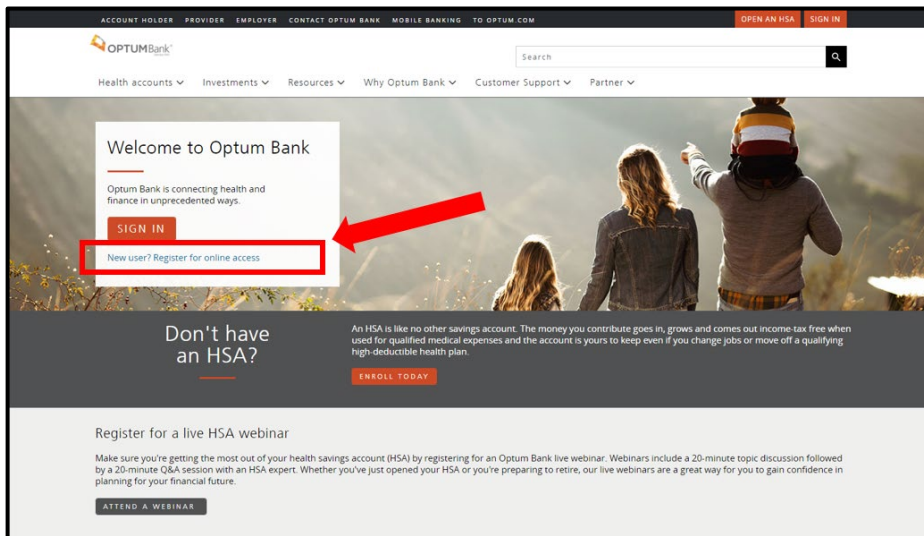 ACCOUNT HOLDER PROVIDER EMPLOYER CONTACT OPTUM BANK MOBILE BANKING TO OPTUM.COM OPEN AN HSA SIGN IN
OPTUMBank
Search
Health accounts Investments Resources Why Optum Bank Customer Support Partner
Welcome to Optum Bank
Optum Bank is connecting health and
finance in unprecedented ways.
SIGN IN
New user? Register for online access
Don't have
an HSA?
An HSA is like no other savings account. The money you contribute goes in, grows and comes out income-tax free when
used for qualified medical expenses and the account is yours to keep even if you change jobs or move off a qualifying
high-deductible health plan.
ENROLL TODAY
Register for a live HSA webinar
Make sure you're getting the most out of your health savings account (HSA) by registering for an Optum Bank live webinar. Webinars include a 20-minute topic discussion followed
by a 20-minute Q&A session with an HSA expert. Whether you've just opened your HSA or you're preparing to retire, our live webinars are a great way for you to gain confidence in
planning for your financial future.
ATTEND A WEBINAR